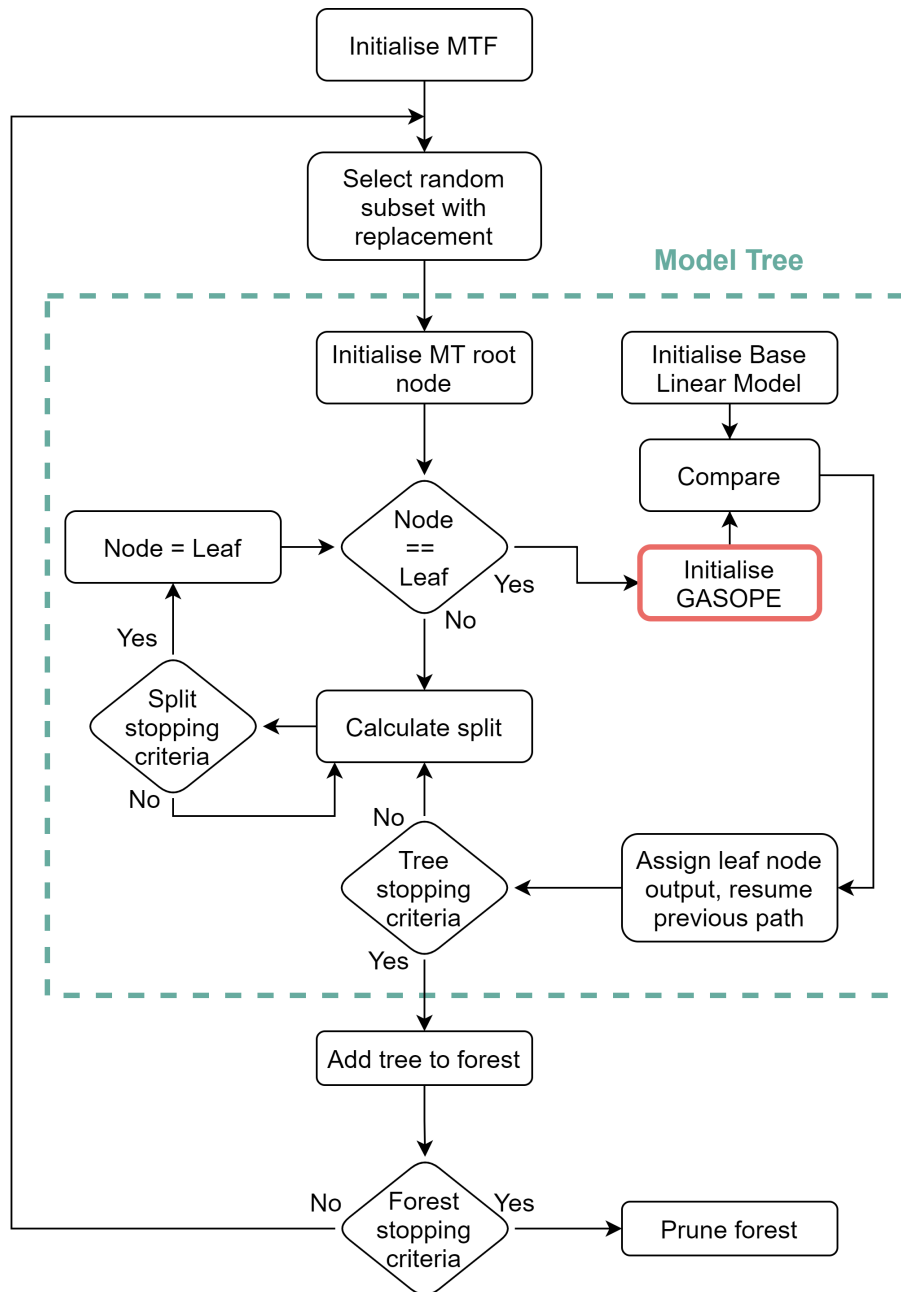 Initialise MTF
Select random
subset with
replacement
Model Tree
Initialise MT root
node
Initialise Base
Linear Model
Compare
Node
==
Leaf
Node = Leaf
Yes
Initialise
GASOPE
No
Yes
Split
stopping
criteria
Calculate split
No
No
Tree
stopping
criteria
Assign leaf node
output, resume
previous path
Yes
Add tree to forest
No
Forest
stopping
criteria
Yes
Prune forest